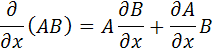 ∂/∂x (AB) = A ∂B/∂x + ∂A/∂x B